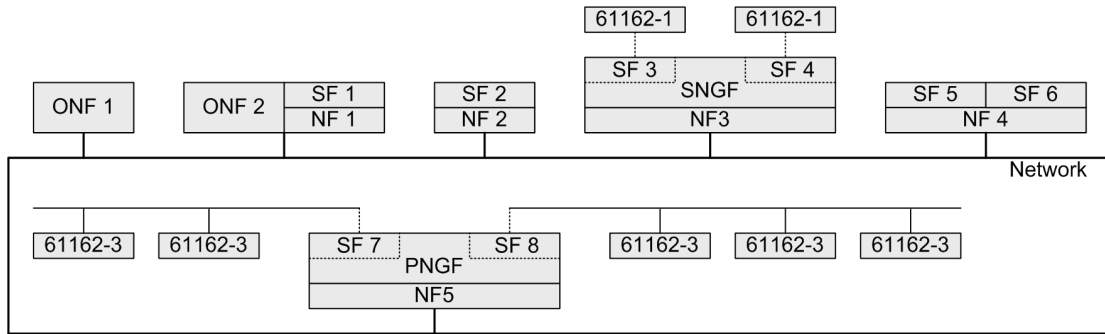 61162-1 61162-1
SF 3 SF 4
ONF 1 ONF 2 SF 1 SF 2 SNGF SF 5 SF 6
NF 1 NF 2 NF3 NF 4
Network
61162-3 61162-3 SF 7 SF 8 61162-3 61162-3 61162-3
PNGF
NF5